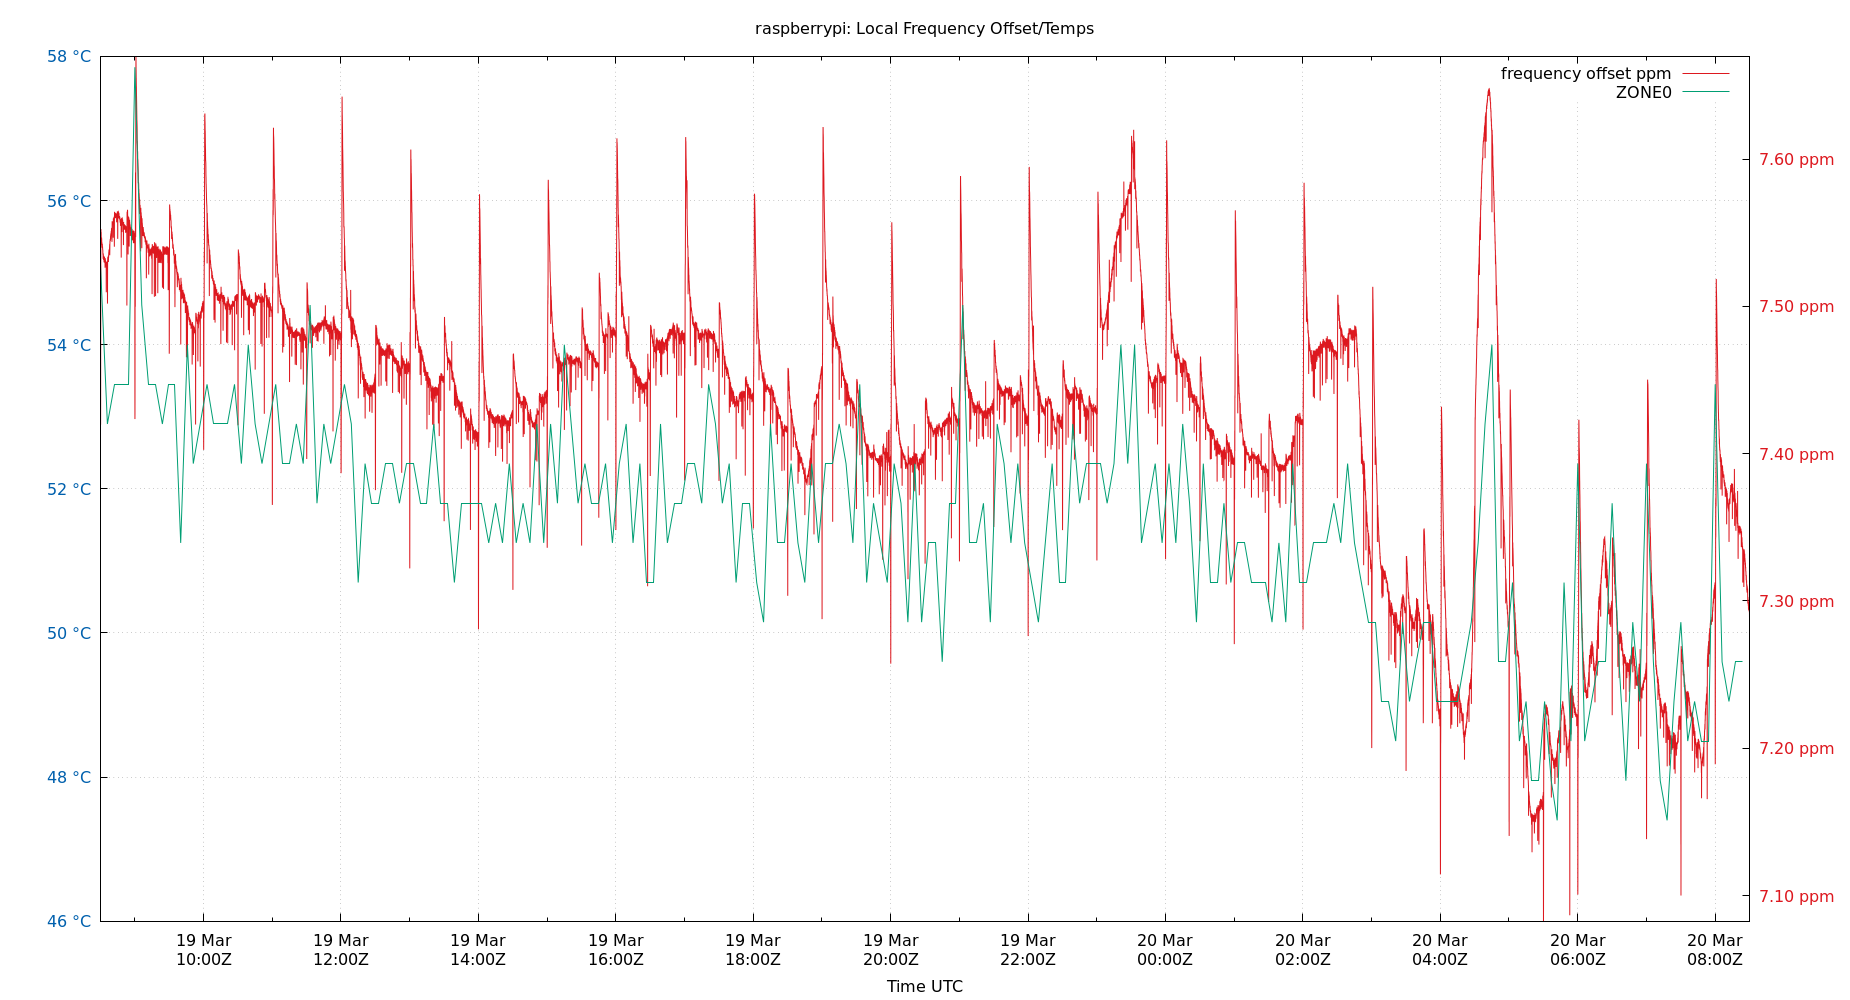 raspberrypi: Local Frequency Offset/Temps
frequency offset ppm
ZONE0
58 °C
56 °C
54 °C
52 °C
50 °C
48 °C
46 °C
7.60 ppm
7.50 ppm
7.40 ppm
7.30 ppm
7.20 ppm
7.10 ppm
19 Mar 19 Mar 19 Mar 19 Mar 19 Mar 19 Mar 19 Mar 20 Mar 20 Mar 20 Mar 20 Mar 20 Mar
10:00Z 12:00Z 14:00Z 16:00Z 18:00Z 20:00Z 22:00Z 00:00Z 02:00Z 04:00Z 06:00Z 08:00Z
Time UTC